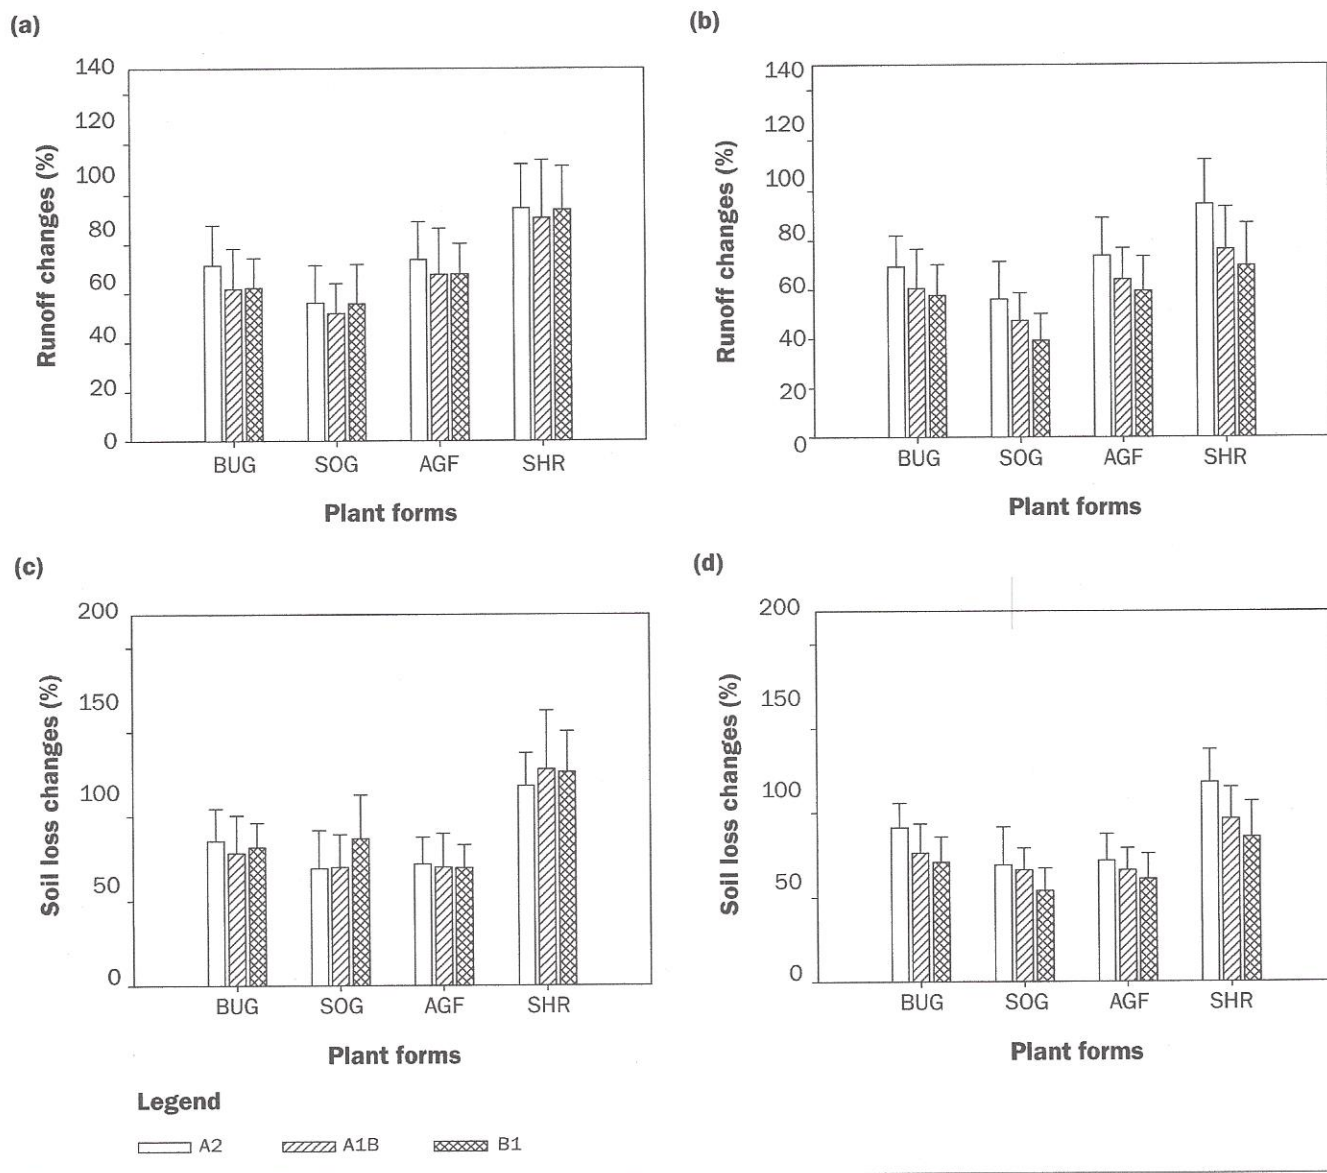 (a)
140
120
100
80
60
40
20
0
Runoff changes (%)
BUG SOG AGF SHR
Plant forms
(b)
140
120
100
80
60
40
20
0
Runoff changes (%)
BUG SOG AGF SHR
Plant forms
(c)
200
150
100
50
0
Soil loss changes (%)
BUG SOG AGF SHR
Plant forms
(d)
200
150
100
50
0
Soil loss changes (%)
BUG SOG AGF SHR
Plant forms
Legend
A2 A1B B1